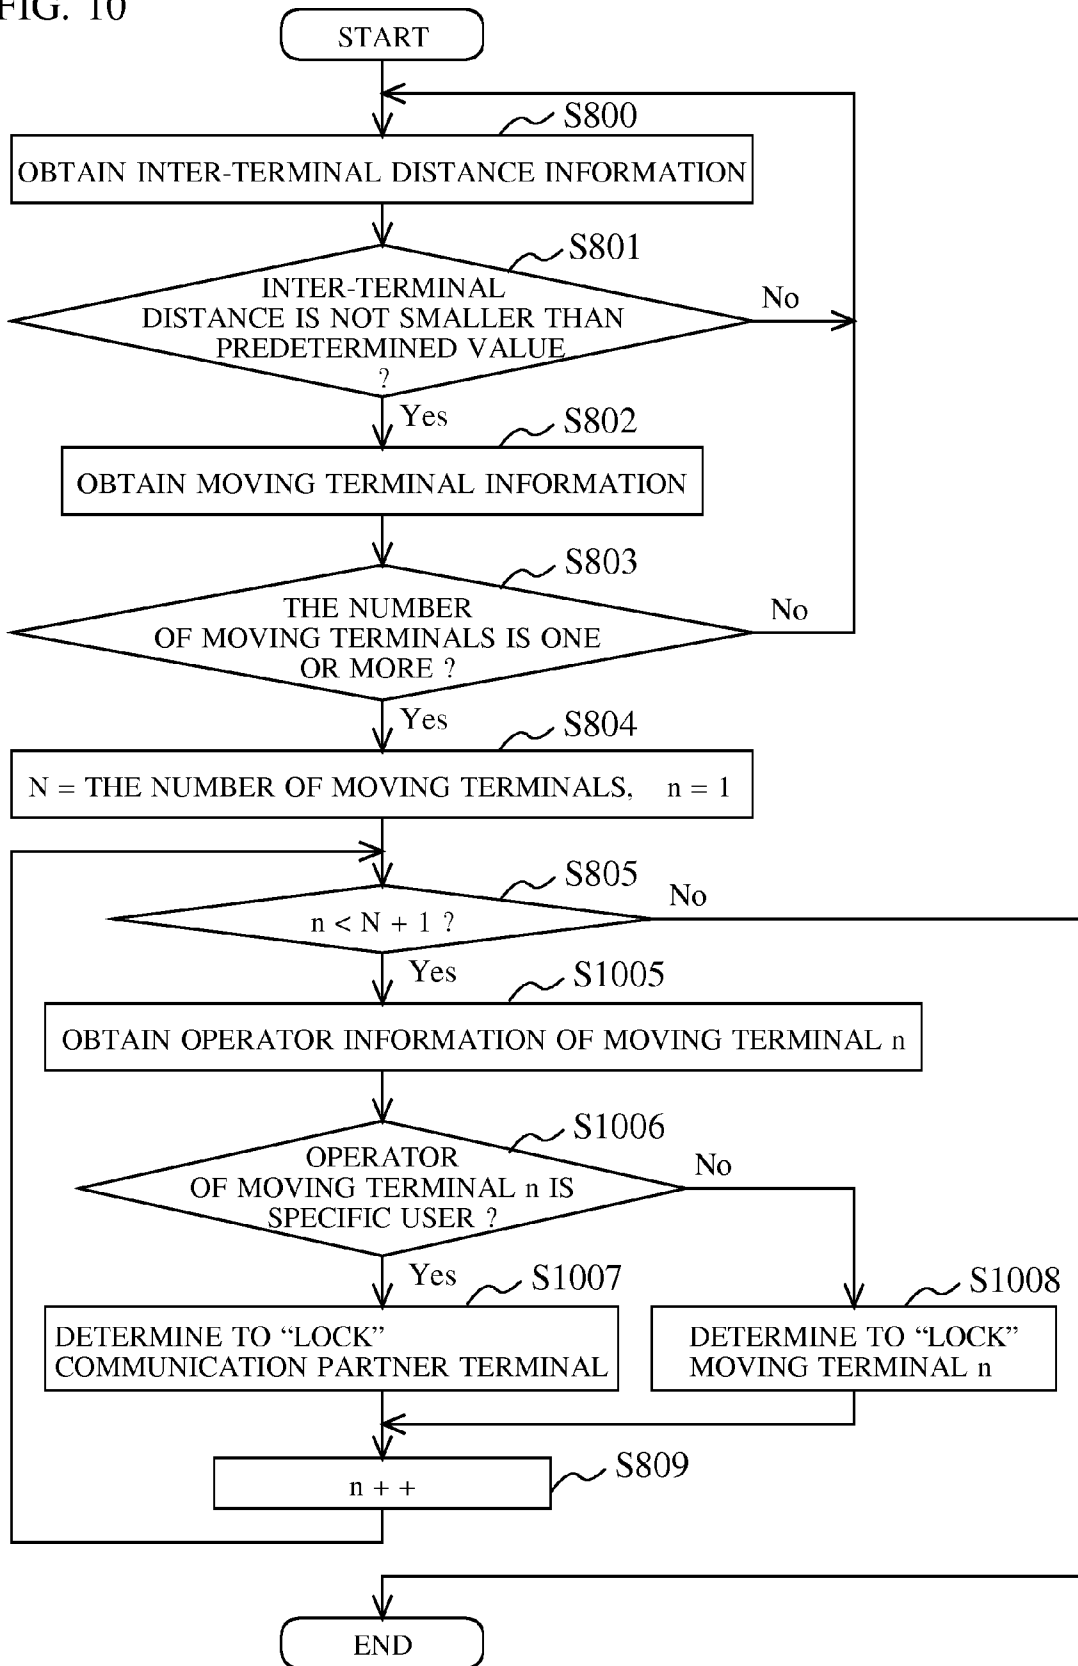 FIG. 10
START
S800
OBTAIN INTER-TERMINAL DISTANCE INFORMATION
S801
INTER-TERMINAL
DISTANCE IS NOT SMALLER THAN
PREDETERMINED VALUE
?
No
Yes
S802
OBTAIN MOVING TERMINAL INFORMATION
S803
THE NUMBER
OF MOVING TERMINALS IS ONE
OR MORE ?
No
Yes
S804
N = THE NUMBER OF MOVING TERMINALS, n = 1
S805
n < N + 1 ?
No
Yes
S1005
OBTAIN OPERATOR INFORMATION OF MOVING TERMINAL n
S1006
OPERATOR
OF MOVING TERMINAL n IS
SPECIFIC USER ?
No
Yes
S1007
DETERMINE TO “LOCK”
COMMUNICATION PARTNER TERMINAL
S1008
DETERMINE TO “LOCK”
MOVING TERMINAL n
S809
n + +
END